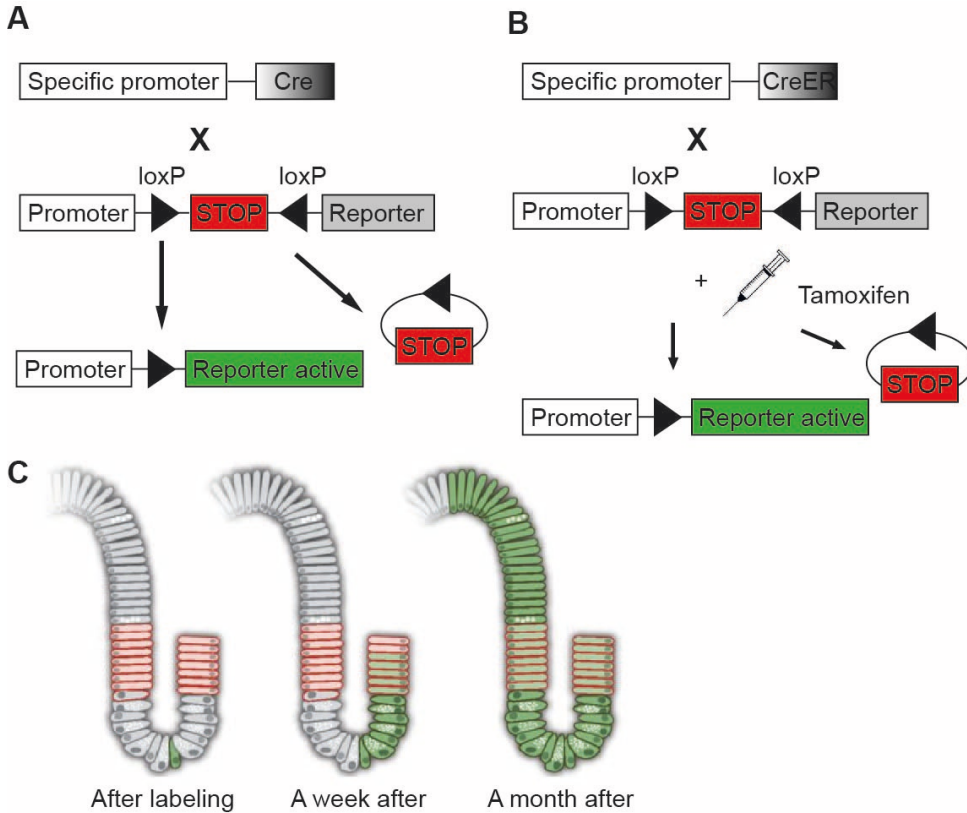 A
Specific promoter
Cre
X
loxP
loxP
Promoter
STOP
Reporter
STOP
Promoter
Reporter active
B
Specific promoter
CreER
X
loxP
loxP
Promoter
STOP
Reporter
+
Tamoxifen
STOP
Promoter
Reporter active
C
After labeling
A week after
A month after